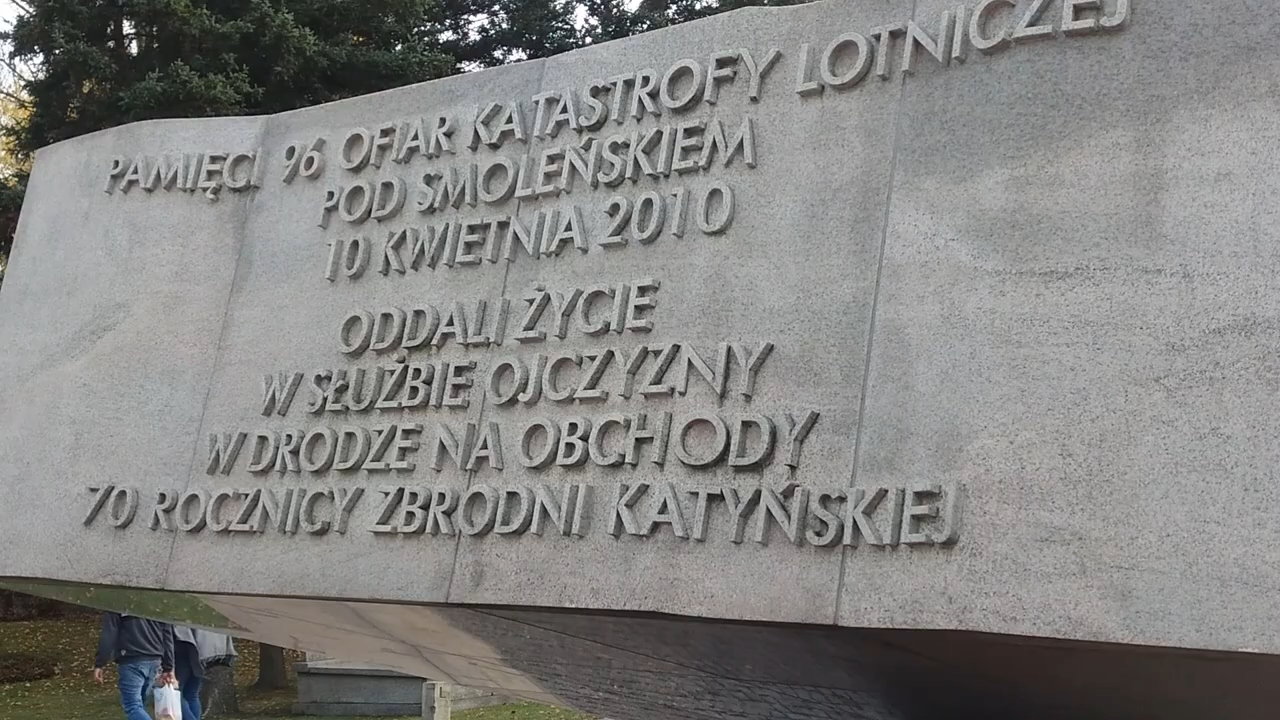 PAMIĘCI 96 OFIAR KATASTROFY LOTNICZEJ
POD SMOLEŃSKIEM
10 KWIETNIA 2010
ODDALI ŻYCIE
W SŁUŻBIE OJCZYZNY
W DRODZE NA OBCHODY
70 ROCZNICY ZBRODNI KATYŃSKIEJ